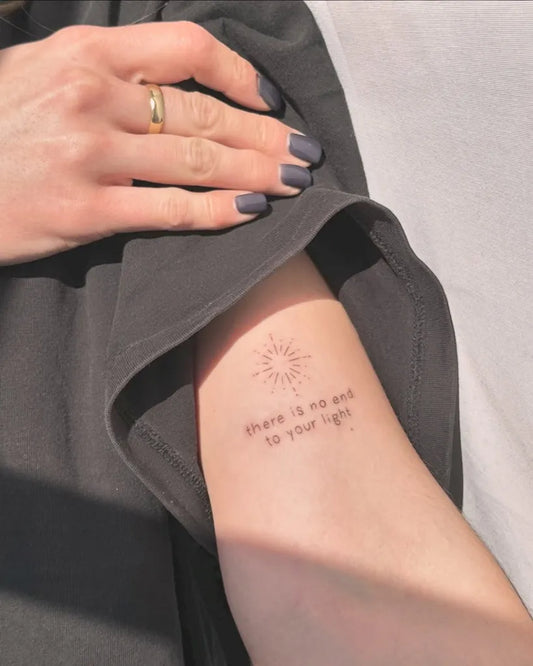 there is no end
to your light